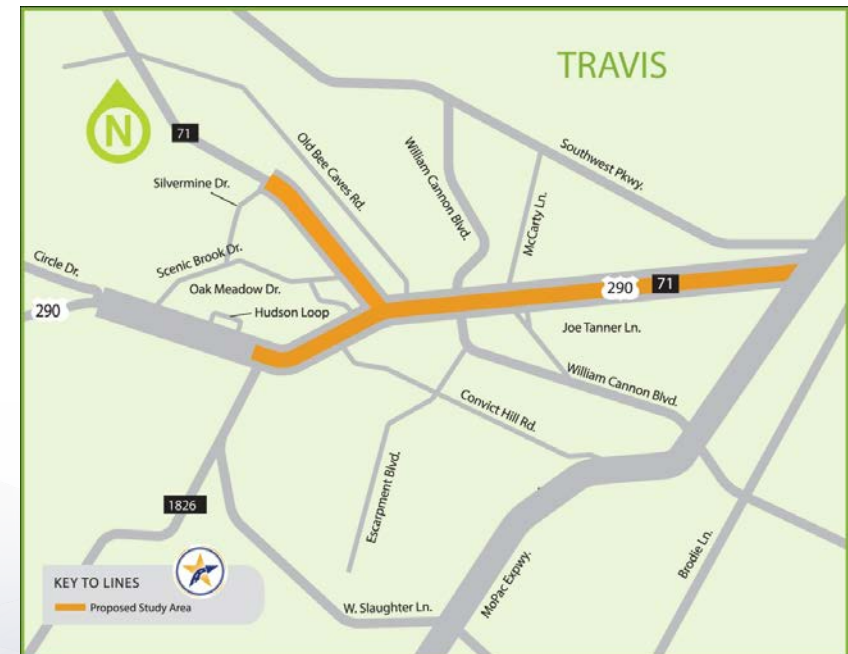 TRAVIS
N
71
Old Bee Caves Rd.
William Cannon Blvd.
Southwest Pkwy.
Silvermine Dr.
McCarty Ln.
Scenic Brook Dr.
Circle Dr.
Oak Meadow Dr.
290
71
290
Hudson Loop
Joe Tanner Ln.
William Cannon Blvd.
Convict Hill Rd.
Escarpment Blvd.
1826
Brodie Ln.
MoPac Expwy.
KEY TO LINES
Proposed Study Area
W. Slaughter Ln.